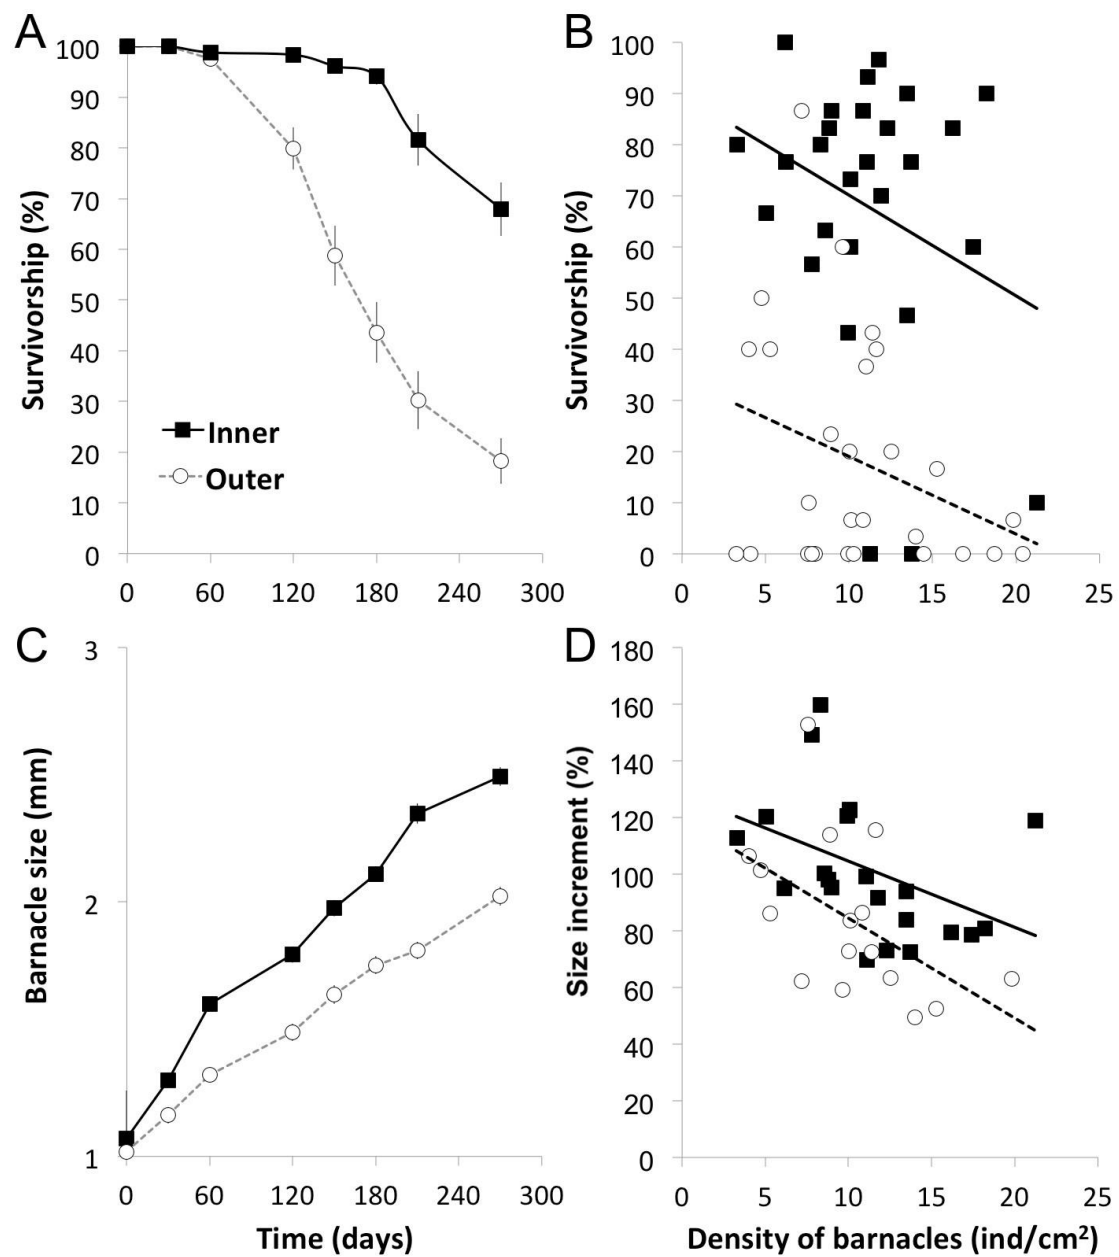 A
100
90
80
70
60
50
40
30
20
10
0
Survivorship (%)
Inner
Outer
0 60 120 180 240 300
B
100
90
80
70
60
50
40
30
20
10
0
Survivorship (%)
0 5 10 15 20 25
C
3
2
1
Barnacle size (mm)
0 60 120 180 240 300
Time (days)
D
180
160
140
120
100
80
60
40
20
0
Size increment (%)
0 5 10 15 20 25
Density of barnacles (ind/cm²)